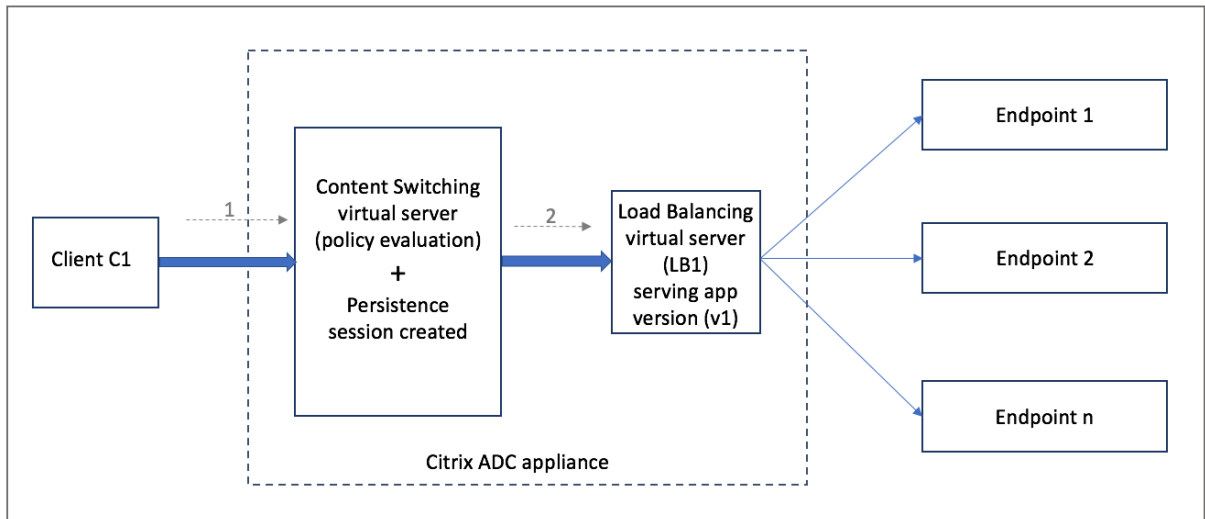 Client C1
1
Content Switching
virtual server
(policy evaluation)
+
Persistence
session created
2
Load Balancing
virtual server
(LB1)
serving app
version (v1)
Citrix ADC appliance
Endpoint 1
Endpoint 2
Endpoint n